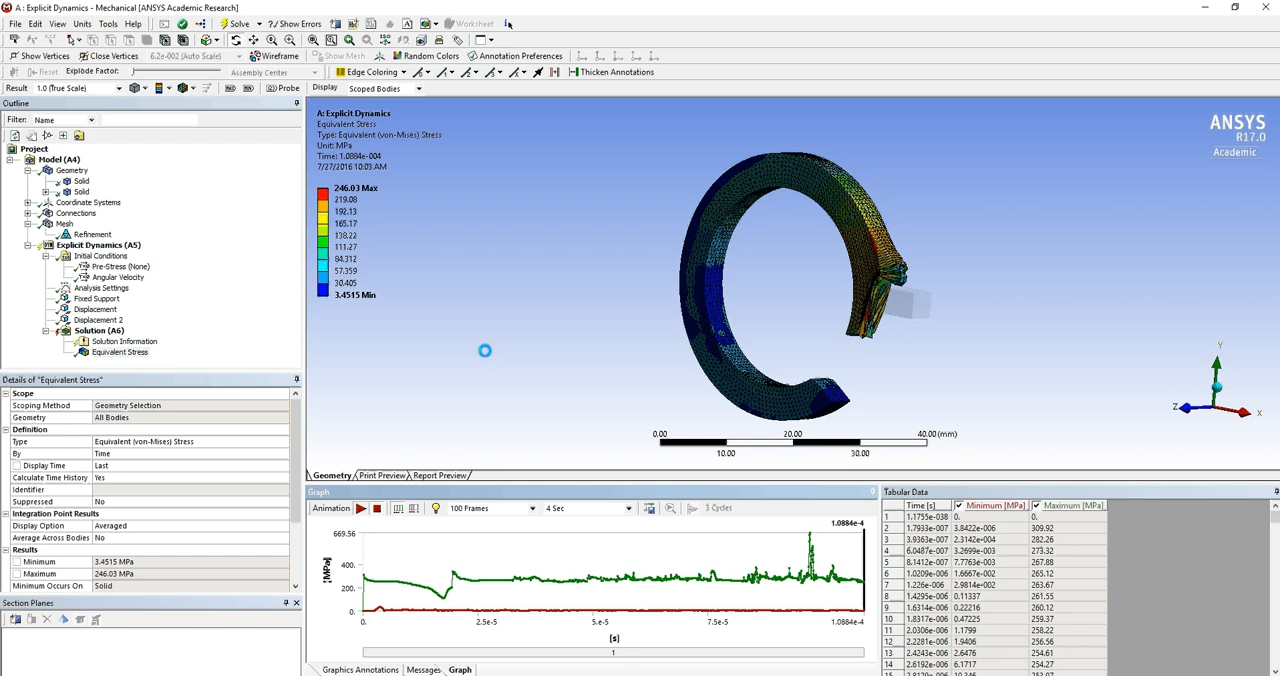 A : Explicit Dynamics - Mechanical [ANSYS Academic Research]
File Edit View Units Tools Help Solve Show Errors Worksheet
Show Vertices Close Vertices 6.2e-002 (Auto Scale) Wireframe Show Mesh Random Colors Annotation Preferences
Reset Explode Factor: Assembly Center Edge Coloring Thicken Annotations
Result 1.0 (True Scale) Probe Display Scoped Bodies
Outline
Filter: Name
Project
Model (A4)
Geometry
Solid
Solid
Coordinate Systems
Connections
Mesh
Refinement
Explicit Dynamics (A5)
Initial Conditions
Pre-Stress (None)
Angular Velocity
Analysis Settings
Fixed Support
Displacement
Displacement 2
Solution (A6)
Solution Information
Equivalent Stress
Details of "Equivalent Stress"
Scope
Scoping Method Geometry Selection
Geometry All Bodies
Definition
Type Equivalent (von-Mises) Stress
By Time
Display Time Last
Calculate Time History Yes
Identifier
Suppressed No
Integration Point Results
Display Option Averaged
Average Across Bodies No
Results
Minimum 3.4515 MPa
Maximum 246.03 MPa
Minimum Occurs On Solid
Section Planes
A: Explicit Dynamics
Equivalent Stress
Type: Equivalent (von-Mises) Stress
Unit: MPa
Time: 1.0884e-004
7/27/2016 10:03 AM
246.03 Max
219.08
192.13
165.17
138.22
111.27
84.312
57.359
30.405
3.4515 Min
ANSYS
R17.0
Academic
Y
Z
X
0.00 20.00 40.00 (mm)
10.00 30.00
Geometry Print Preview Report Preview
Graph
Animation 100 Frames 4 Sec 3 Cycles
1.0884e-4
669.56
400.
200.
0.
[MPa]
0. 2.5e-5 5.e-5 7.5e-5 1.0884e-4
[s]
1
Graphics Annotations Messages Graph
Tabular Data
Time [s] Minimum [MPa] Maximum [MPa]
1 1.1755e-038 0. 0.
2 1.7933e-007 3.8422e-006 309.92
3 3.9363e-007 2.3142e-004 282.26
4 6.0487e-007 3.2699e-003 273.32
5 8.1412e-007 7.7763e-003 267.88
6 1.0209e-006 1.6667e-002 265.12
7 1.226e-006 2.9814e-002 263.67
8 1.4295e-006 0.11337 261.55
9 1.6314e-006 0.22216 260.12
10 1.8317e-006 0.47225 259.37
11 2.0306e-006 1.1799 258.22
12 2.2281e-006 1.9406 256.56
13 2.4243e-006 2.6476 254.61
14 2.6192e-006 6.1717 254.27
15 2.8129e-006 10.346 253.97